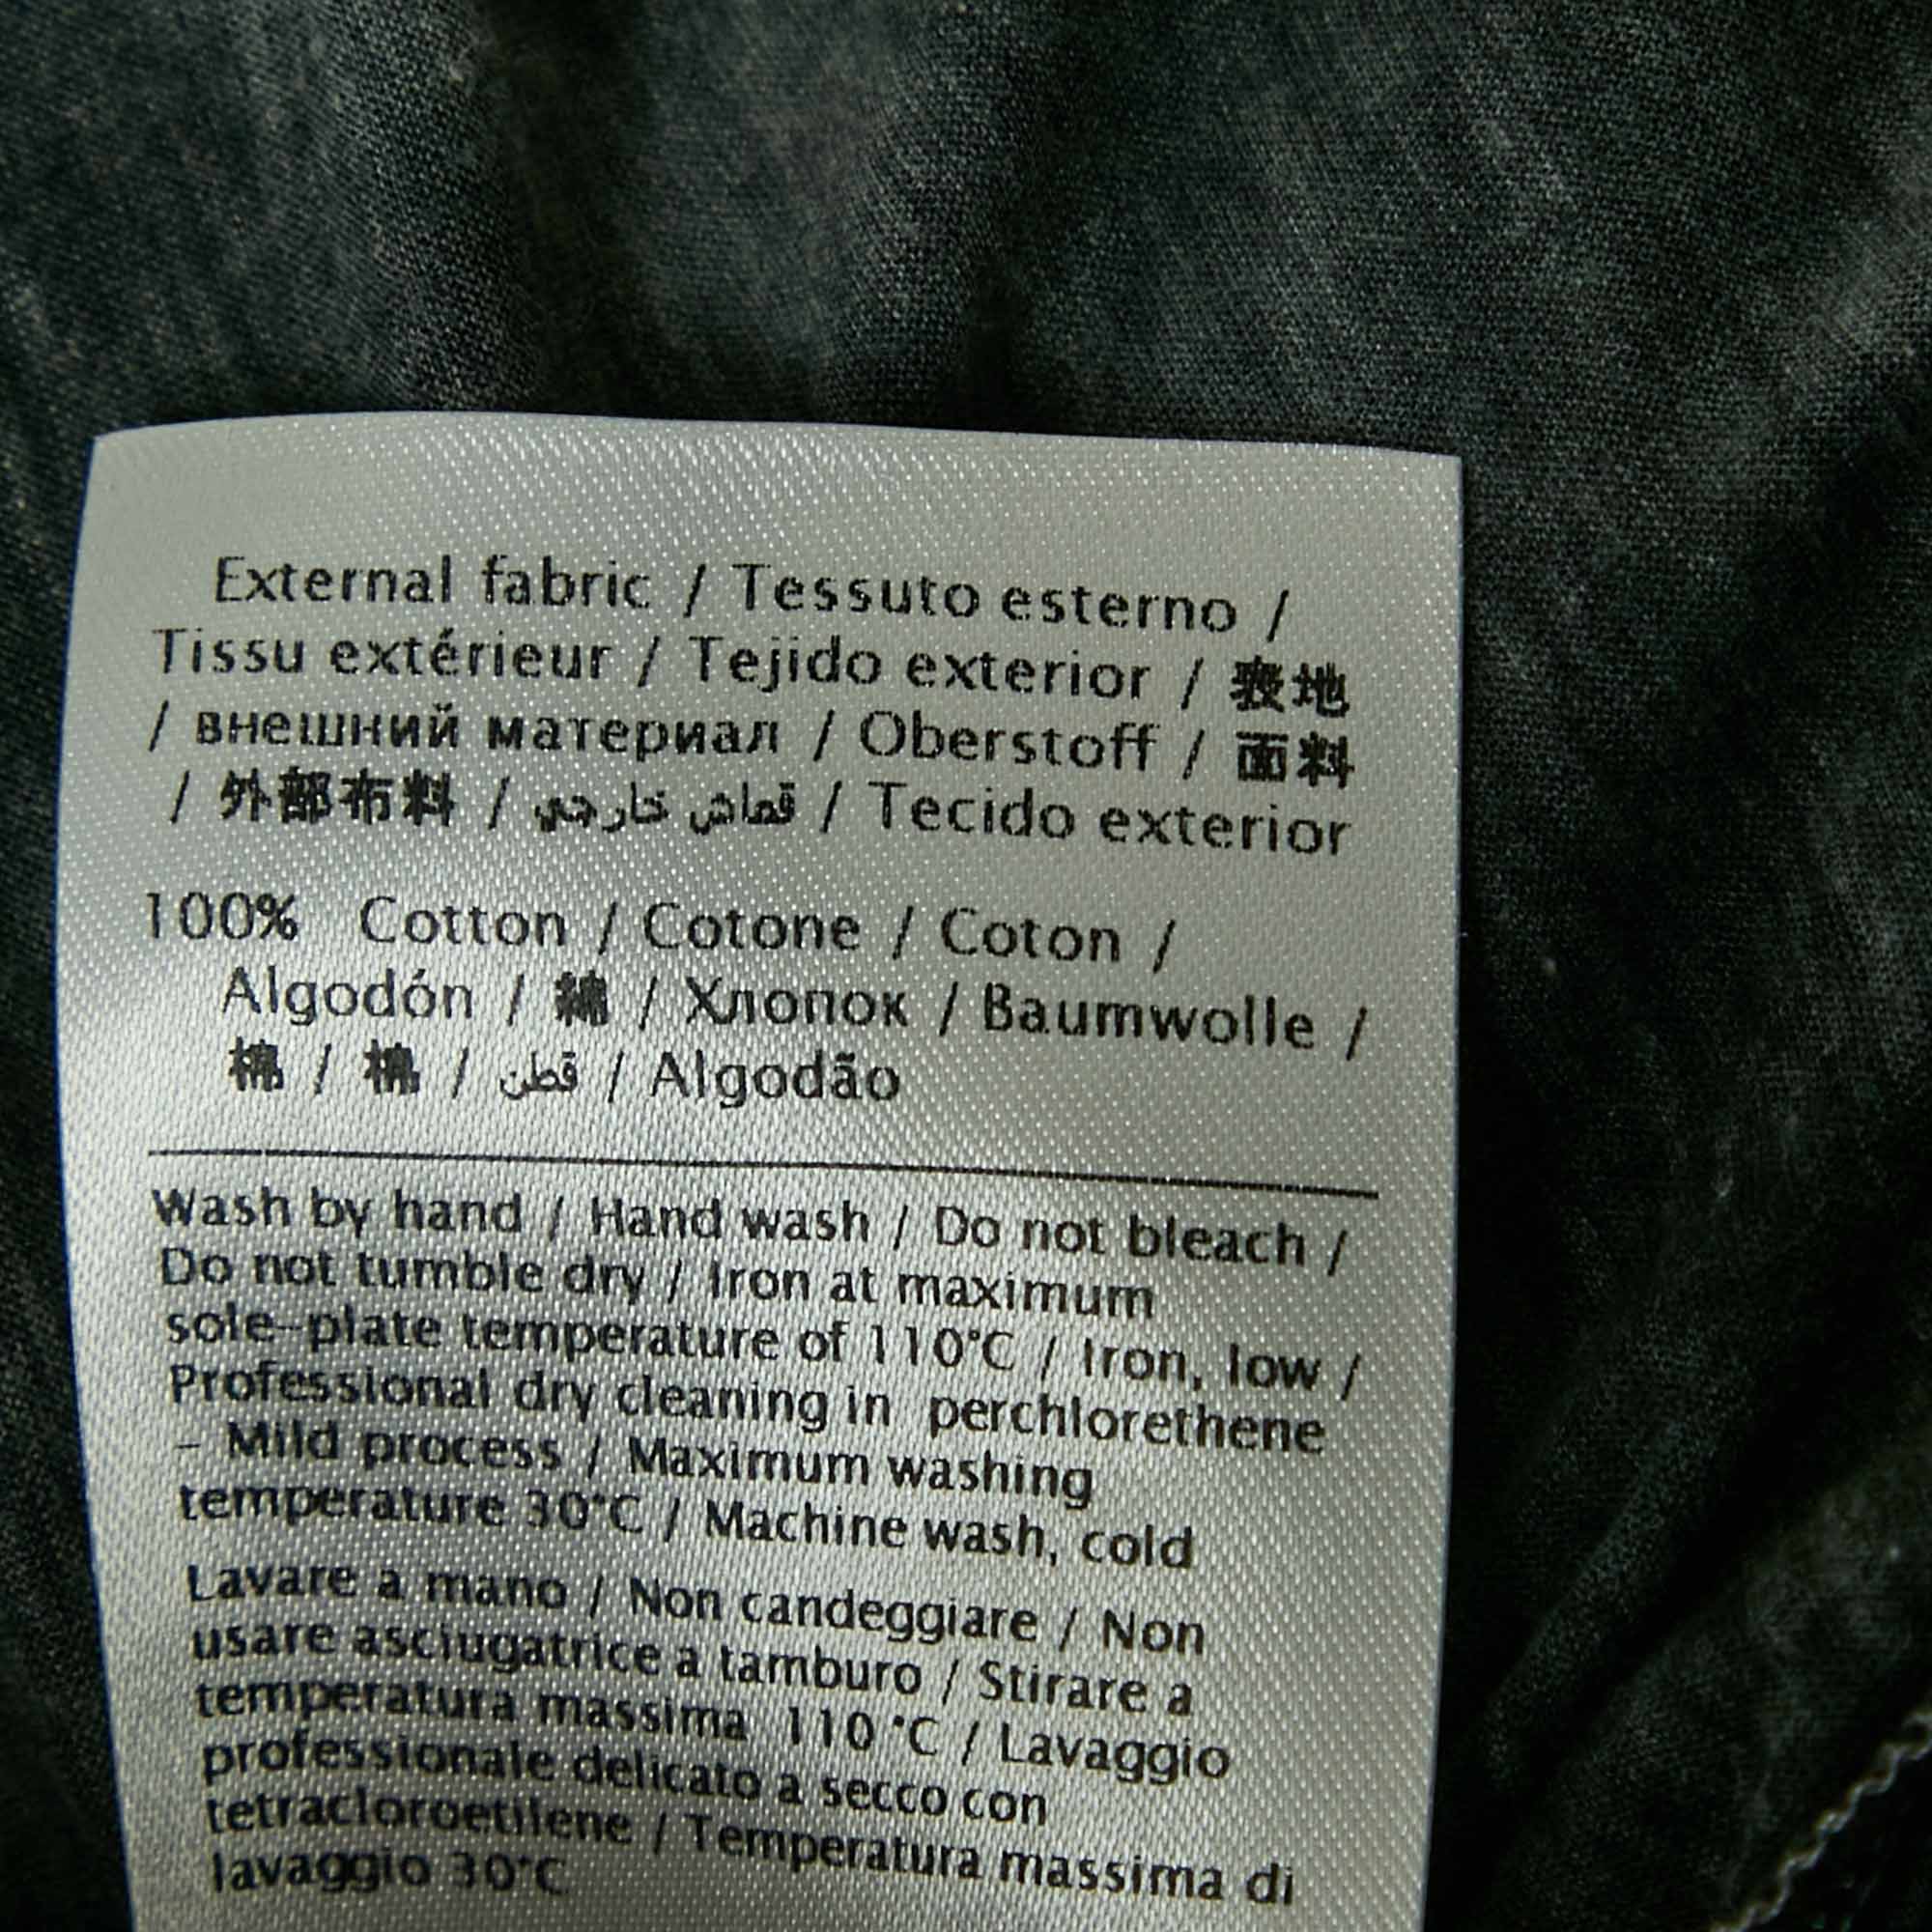 External fabric / Tessuto esterno /
Tissu extérieur / Tejido exterior / 表地
/ внешний материал / Oberstoff / 面料
/ 外部布料 / قماش خارجي / Tecido exterior
100% Cotton / Cotone / Coton /
Algodón / 綿 / Хлопок / Baumwolle /
棉 / 棉 / قطن / Algodão
Wash by hand / Hand wash / Do not bleach /
Do not tumble dry / Iron at maximum
sole-plate temperature of 110°C / Iron, low /
Professional dry cleaning in perchlorethene
- Mild process / Maximum washing
temperature 30°C / Machine wash, cold
Lavare a mano / Non candeggiare / Non
usare asciugatrice a tamburo / Stirare a
temperatura massima 110 °C / Lavaggio
professionale delicato a secco con
tetracloroetilene / Temperatura massima di
lavaggio 30°C